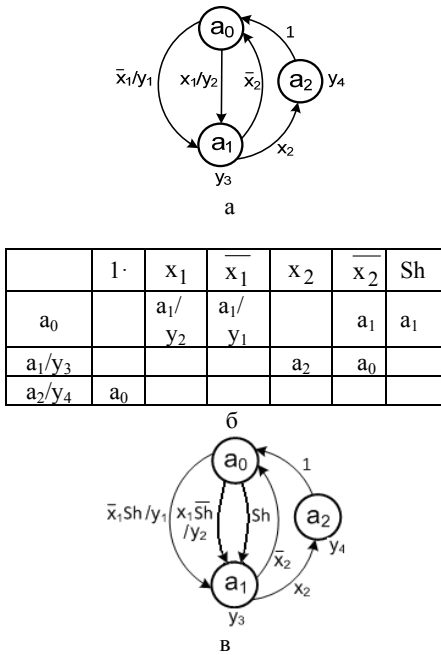 a₀
1
x̄₁/y₁
x₁/y₂
x̄₂
a₂
y₄
a₁
x₂
y₃
а
1· x₁ x̄₁ x₂ x̄₂ Sh
a₀ a₁/ y₂ a₁/ y₁ a₁ a₁
a₁/y₃ a₂ a₀
a₂/y₄ a₀
б
a₀
1
x̄₁Sh/y₁
x₁S̅h̅ /y₂
Sh
a₂
y₄
x̄₂
x₂
a₁
y₃
в